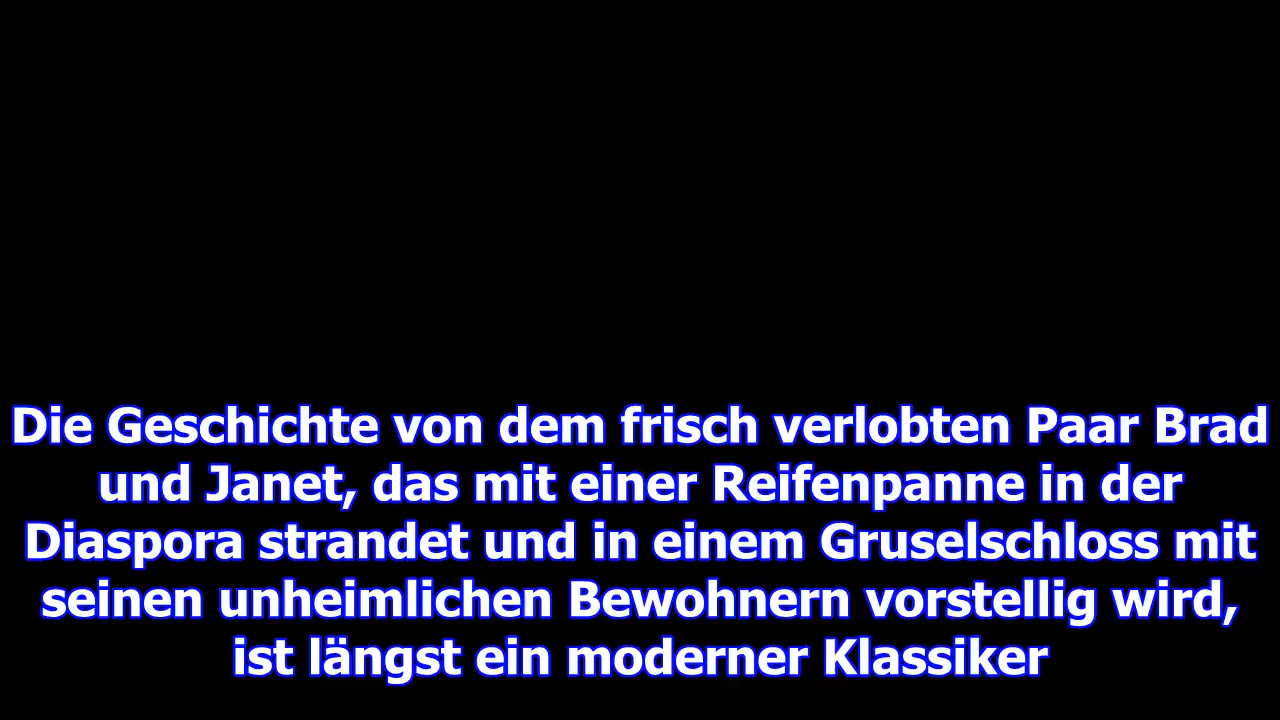 Die Geschichte von dem frisch verlobten Paar Brad
und Janet, das mit einer Reifenpanne in der
Diaspora strandet und in einem Gruselschloss mit
seinen unheimlichen Bewohnern vorstellig wird,
ist längst ein moderner Klassiker